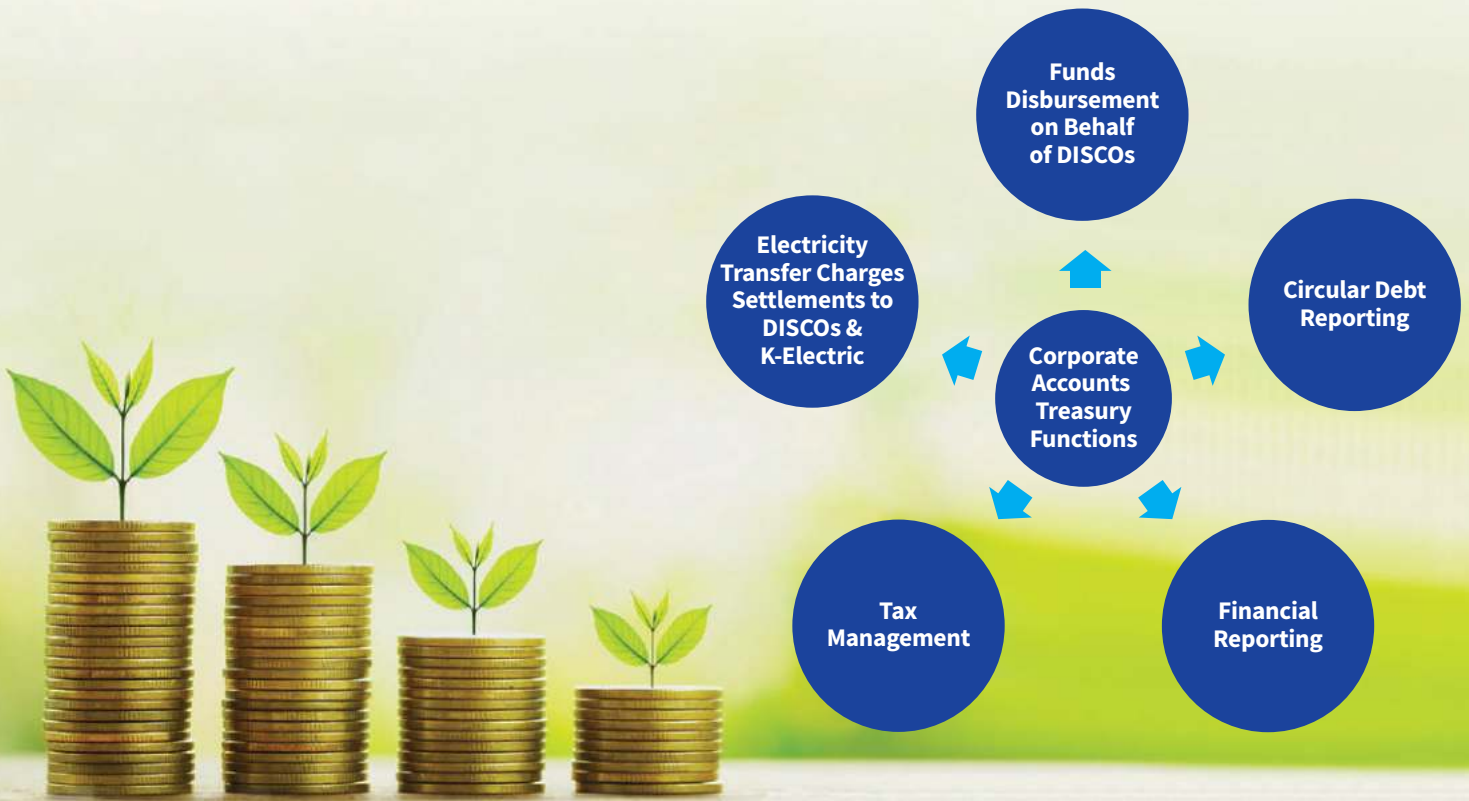 Funds
Disbursement
on Behalf
of DISCOs
Electricity
Transfer Charges
Settlements to
DISCOs &
K-Electric
Circular Debt
Reporting
Corporate
Accounts
Treasury
Functions
Tax
Management
Financial
Reporting